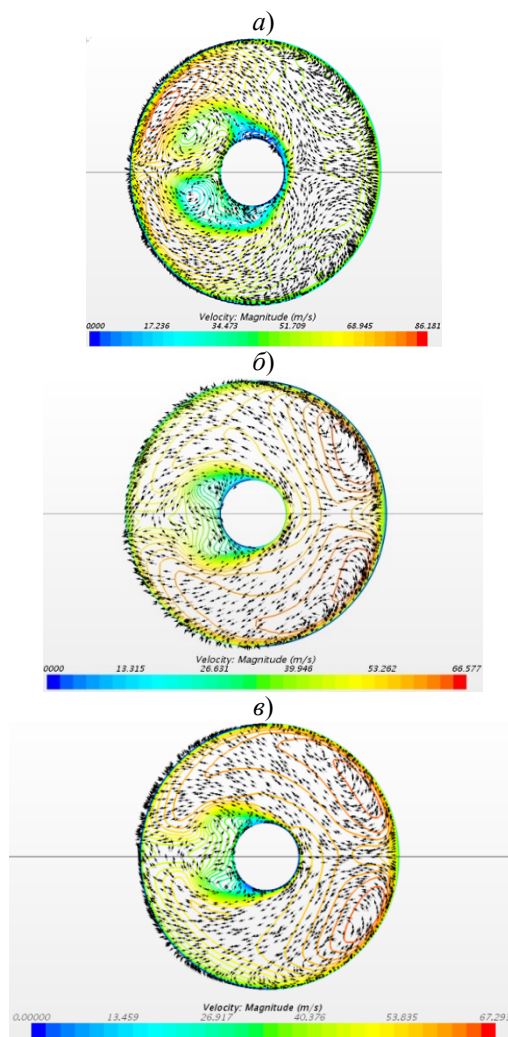 а)
Velocity: Magnitude (m/s)
0000 17.236 34.473 51.709 68.945 86.181
б)
Velocity: Magnitude (m/s)
0000 13.315 26.631 39.946 53.262 66.577
в)
Velocity: Magnitude (m/s)
0.00000 13.459 26.917 40.376 53.835 67.293